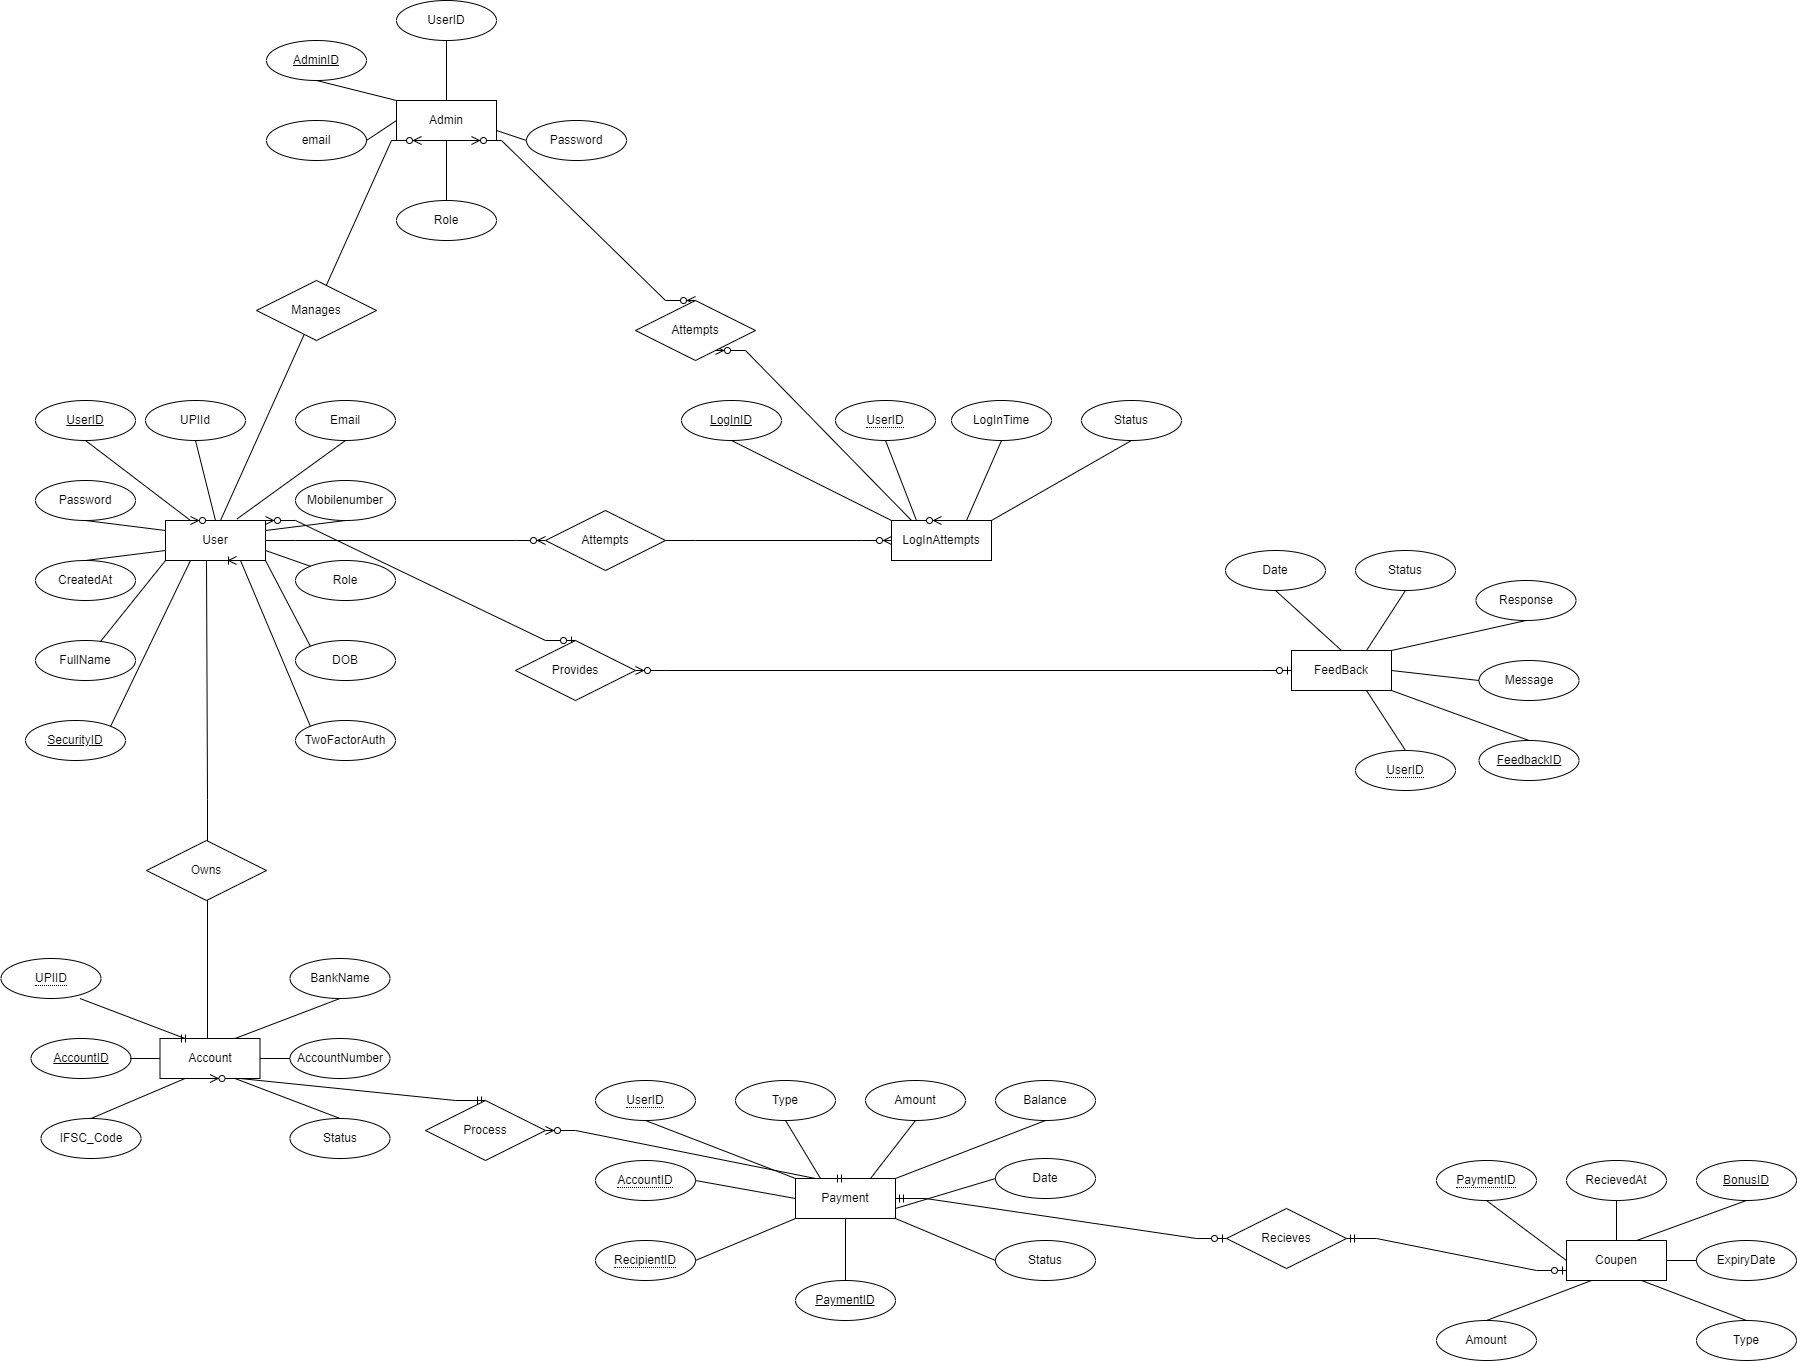 UserID
AdminID
Admin
email
Password
Role
Manages
Attempts
UserID
UPIId
Email
LogInID
UserID
LogInTime
Status
Password
Mobilenumber
User
Attempts
LogInAttempts
CreatedAt
Role
Date
Status
Response
FullName
DOB
Provides
FeedBack
Message
SecurityID
TwoFactorAuth
UserID
FeedbackID
Owns
UPIID
BankName
AccountID
Account
AccountNumber
IFSC_Code
Status
Process
UserID
Type
Amount
Balance
AccountID
Payment
Date
RecipientID
Status
PaymentID
Recieves
PaymentID
RecievedAt
BonusID
Coupen
ExpiryDate
Amount
Type